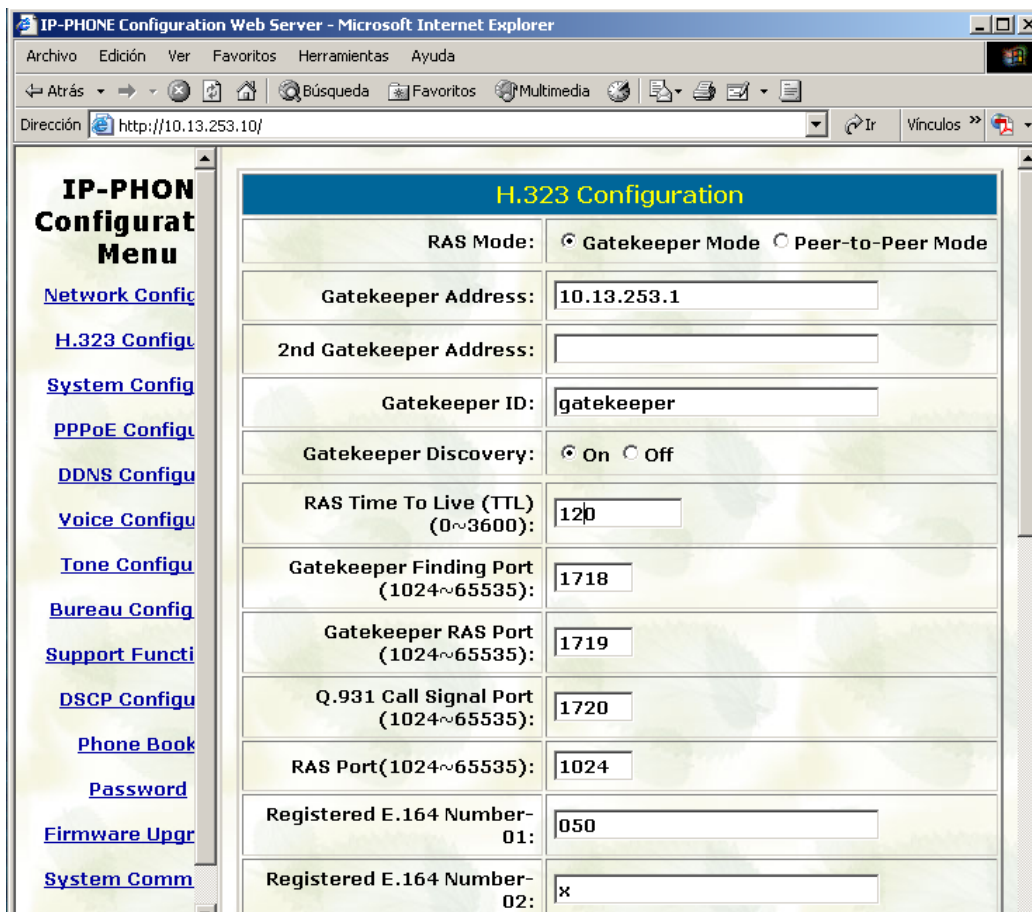 IP-PHONE Configuration Web Server - Microsoft Internet Explorer
Archivo Edición Ver Favoritos Herramientas Ayuda
Atrás Búsqueda Favoritos Multimedia
Dirección http://10.13.253.10/ Ir Vínculos »
IP-PHON
Configurat
Menu
Network Config
H.323 Configu
System Config
PPPoE Configu
DDNS Configu
Voice Configu
Tone Configu
Bureau Config
Support Functi
DSCP Configu
Phone Book
Password
Firmware Upgr
System Comm
H.323 Configuration
RAS Mode: Gatekeeper Mode Peer-to-Peer Mode
Gatekeeper Address: 10.13.253.1
2nd Gatekeeper Address:
Gatekeeper ID: gatekeeper
Gatekeeper Discovery: On Off
RAS Time To Live (TTL)
(0~3600): 120
Gatekeeper Finding Port
(1024~65535): 1718
Gatekeeper RAS Port
(1024~65535): 1719
Q.931 Call Signal Port
(1024~65535): 1720
RAS Port(1024~65535): 1024
Registered E.164 Number-
01: 050
Registered E.164 Number-
02: x